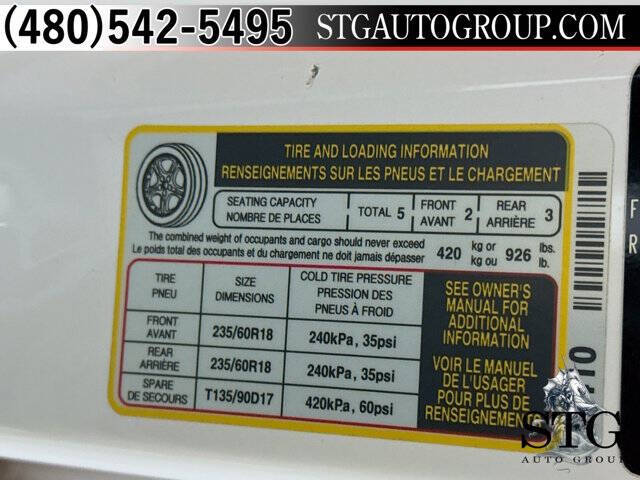 (480)542-5495 STGAUTOGROUP.COM
TIRE AND LOADING INFORMATION
RENSEIGNEMENTS SUR LES PNEUS ET LE CHARGEMENT
SEATING CAPACITY
NOMBRE DE PLACES
TOTAL 5
FRONT
AVANT 2
REAR
ARRIÈRE 3
The combined weight of occupants and cargo should never exceed
Le poids total des occupants et du chargement ne doit jamais dépasser
420 kg or
kg ou 926 lbs.
lb.
TIRE
PNEU
SIZE
DIMENSIONS
COLD TIRE PRESSURE
PRESSION DES
PNEUS À FROID
FRONT
AVANT
235/60R18
240kPa, 35psi
REAR
ARRIÈRE
235/60R18
240kPa, 35psi
SPARE
DE SECOURS
T135/90D17
420kPa, 60psi
SEE OWNER'S
MANUAL FOR
ADDITIONAL
INFORMATION
VOIR LE MANUEL
DE L'USAGER
POUR PLUS DE
RENSEIGNEMENTS
F
R
STG
AUTO GROUP